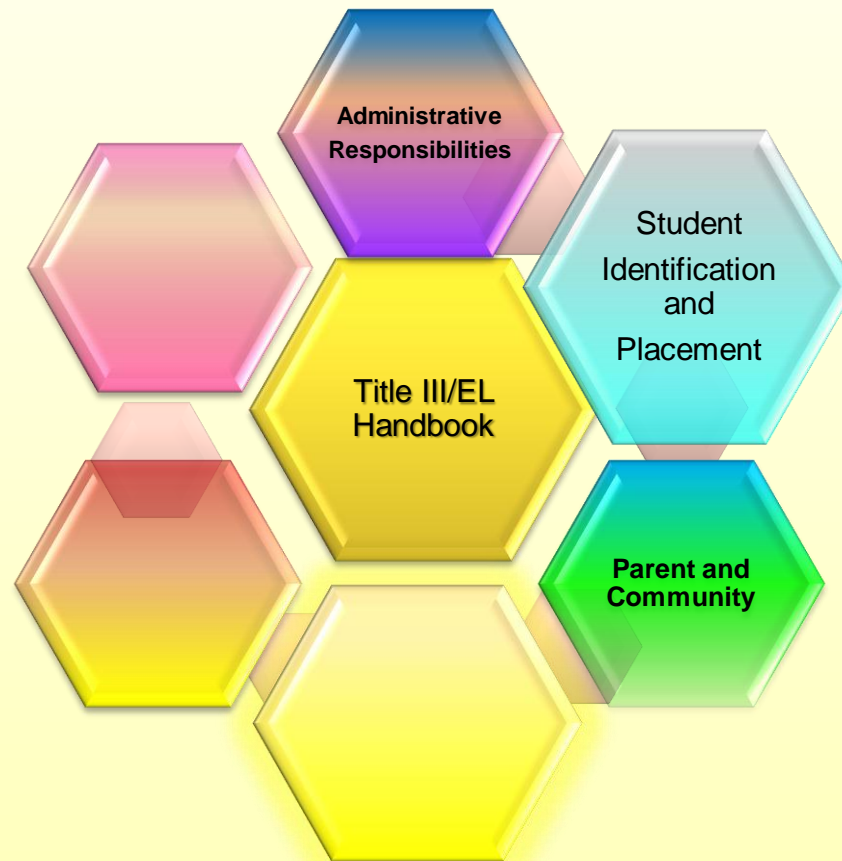 Administrative
Responsibilities
Student
Identification
and
Placement
Title III/EL
Handbook
Parent and
Community